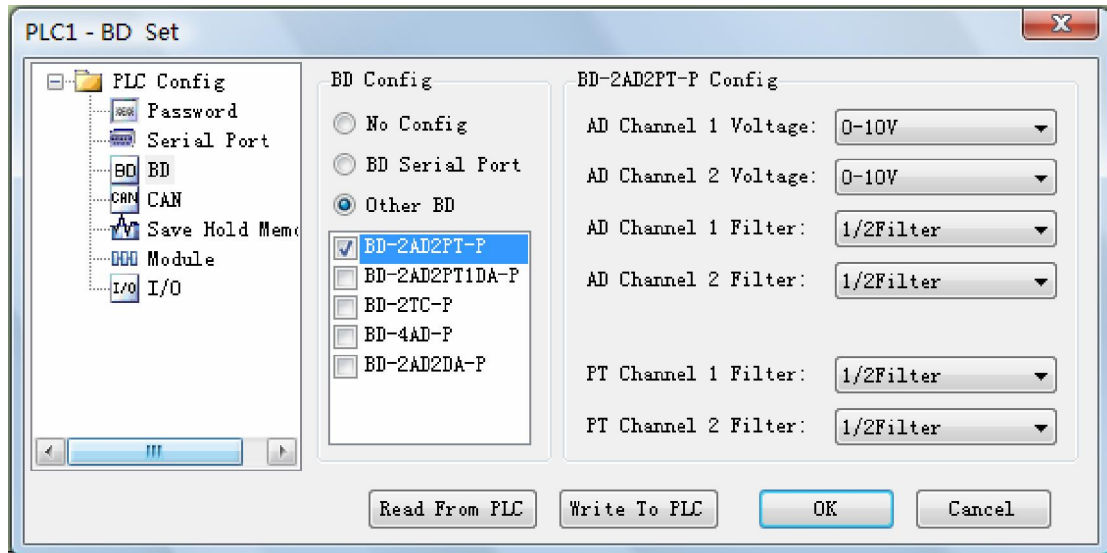 PLC1 - BD Set
PLC Config
Password
Serial Port
BD BD
CAN CAN
Save Hold Mem
Module
I/O I/O
BD Config
No Config
BD Serial Port
Other BD
BD-2AD2PT-P
BD-2AD2PT1DA-P
BD-2TC-P
BD-4AD-P
BD-2AD2DA-P
BD-2AD2PT-P Config
AD Channel 1 Voltage: 0-10V
AD Channel 2 Voltage: 0-10V
AD Channel 1 Filter: 1/2Filter
AD Channel 2 Filter: 1/2Filter
PT Channel 1 Filter: 1/2Filter
PT Channel 2 Filter: 1/2Filter
Read From PLC Write To PLC OK Cancel